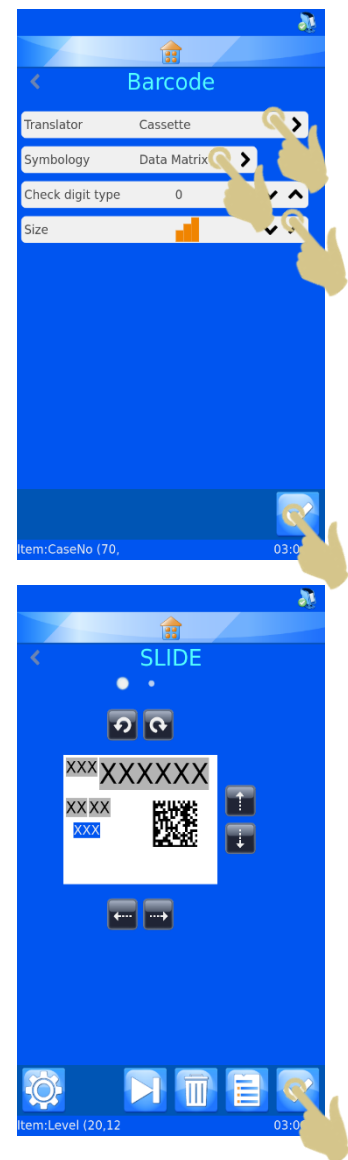 Barcode
Translator Cassette
Symbology Data Matrix
Check digit type 0
Size
Item:CaseNo (70,
03:0
SLIDE
XXX XXXXXX
XX XX
XXX
Item:Level (20,12
03:0